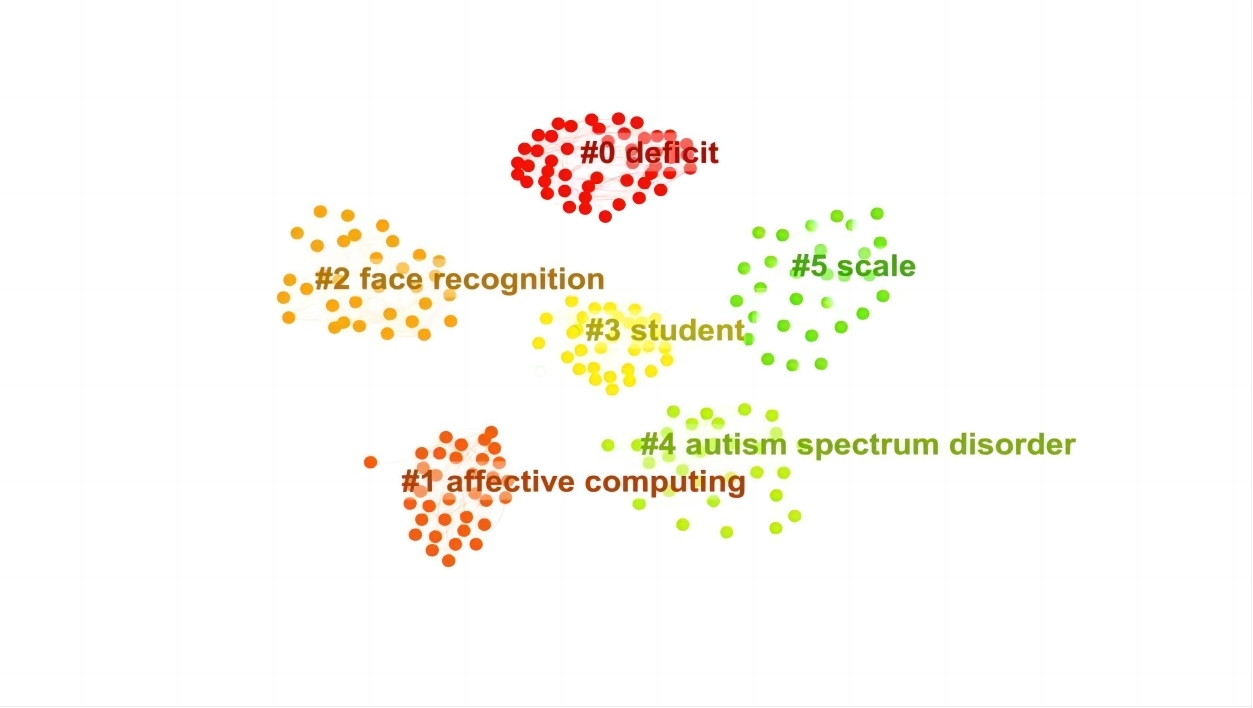 #0 deficit
#5 scale
#2 face recognition
#3 student
#4 autism spectrum disorder
#1 affective computing